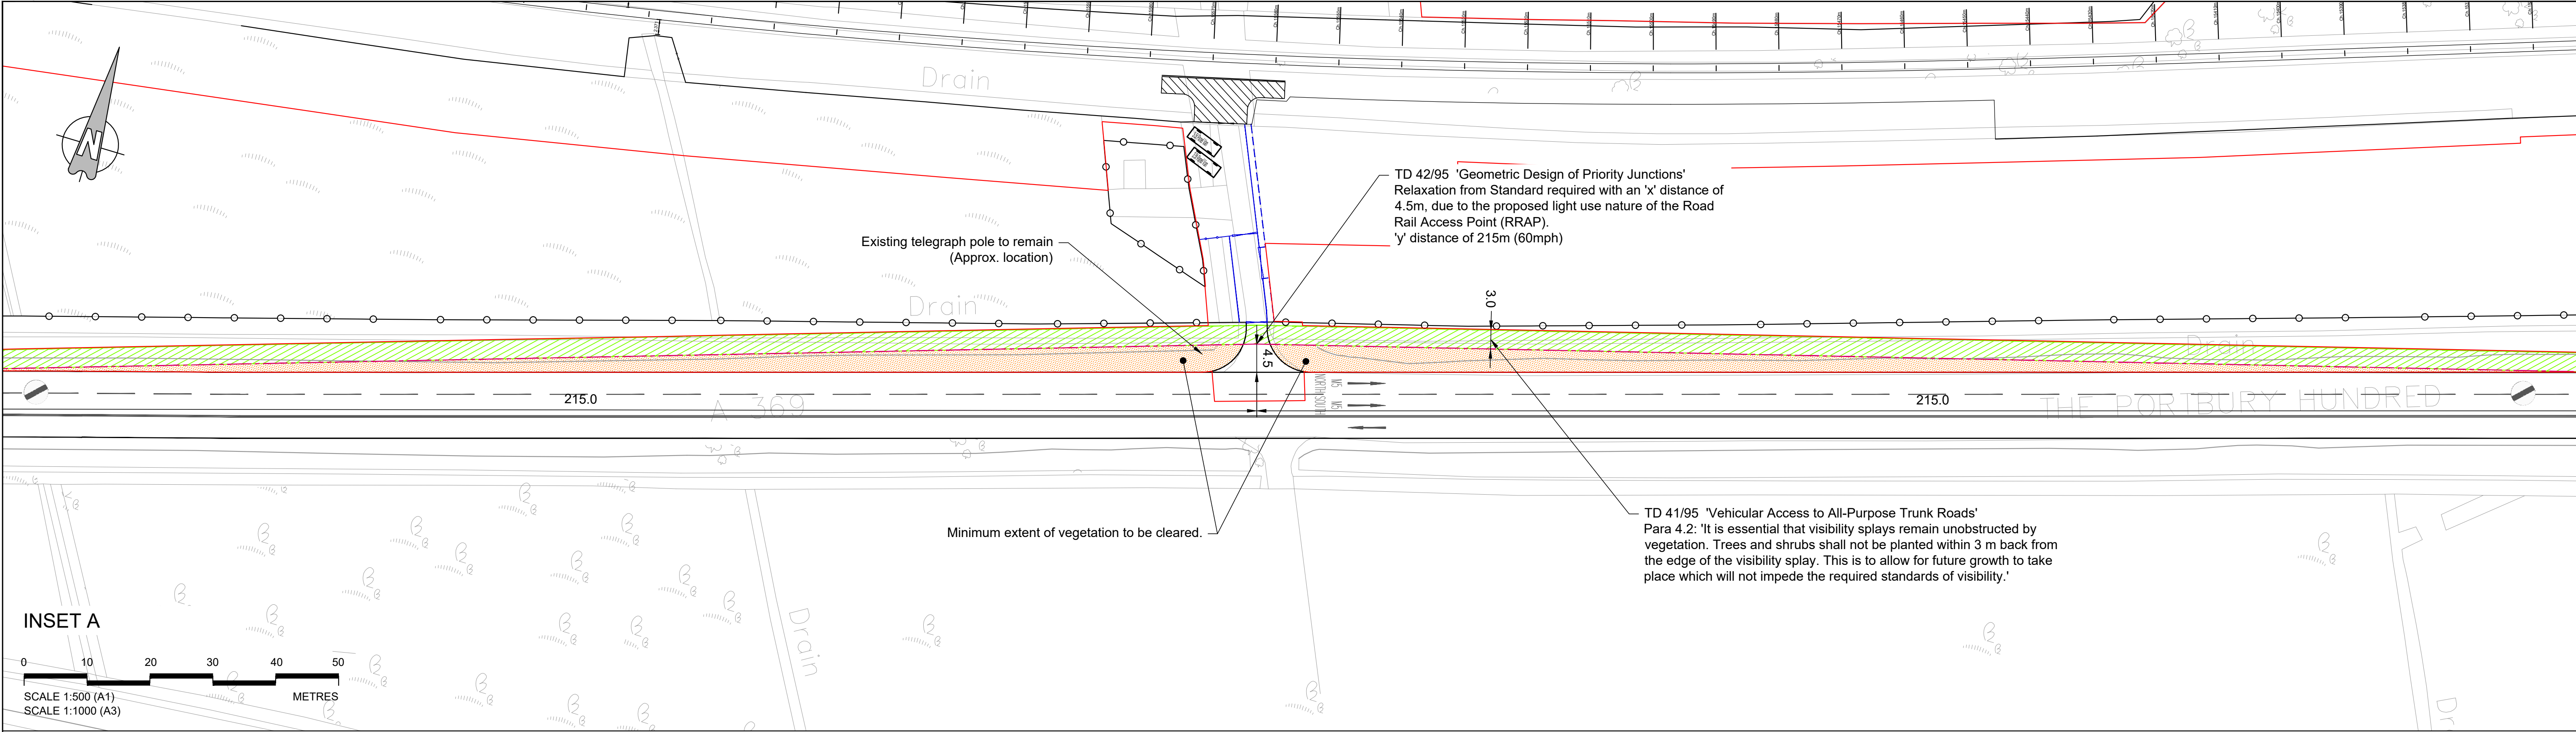 Drain
N
TD 42/95 'Geometric Design of Priority Junctions'
Relaxation from Standard required with an 'x' distance of
4.5m, due to the proposed light use nature of the Road
Rail Access Point (RRAP).
'y' distance of 215m (60mph)
Existing telegraph pole to remain
(Approx. location)
Drain
3.0
4.5
Drain
M5 M5
NORTH SOUTH
215.0
A 369
215.0
THE PORTBURY HUNDRED
Minimum extent of vegetation to be cleared.
TD 41/95 'Vehicular Access to All-Purpose Trunk Roads'
Para 4.2: 'It is essential that visibility splays remain unobstructed by
vegetation. Trees and shrubs shall not be planted within 3 m back from
the edge of the visibility splay. This is to allow for future growth to take
place which will not impede the required standards of visibility.'
INSET A
Drain
0 10 20 30 40 50
SCALE 1:500 (A1) METRES
SCALE 1:1000 (A3)
Dr